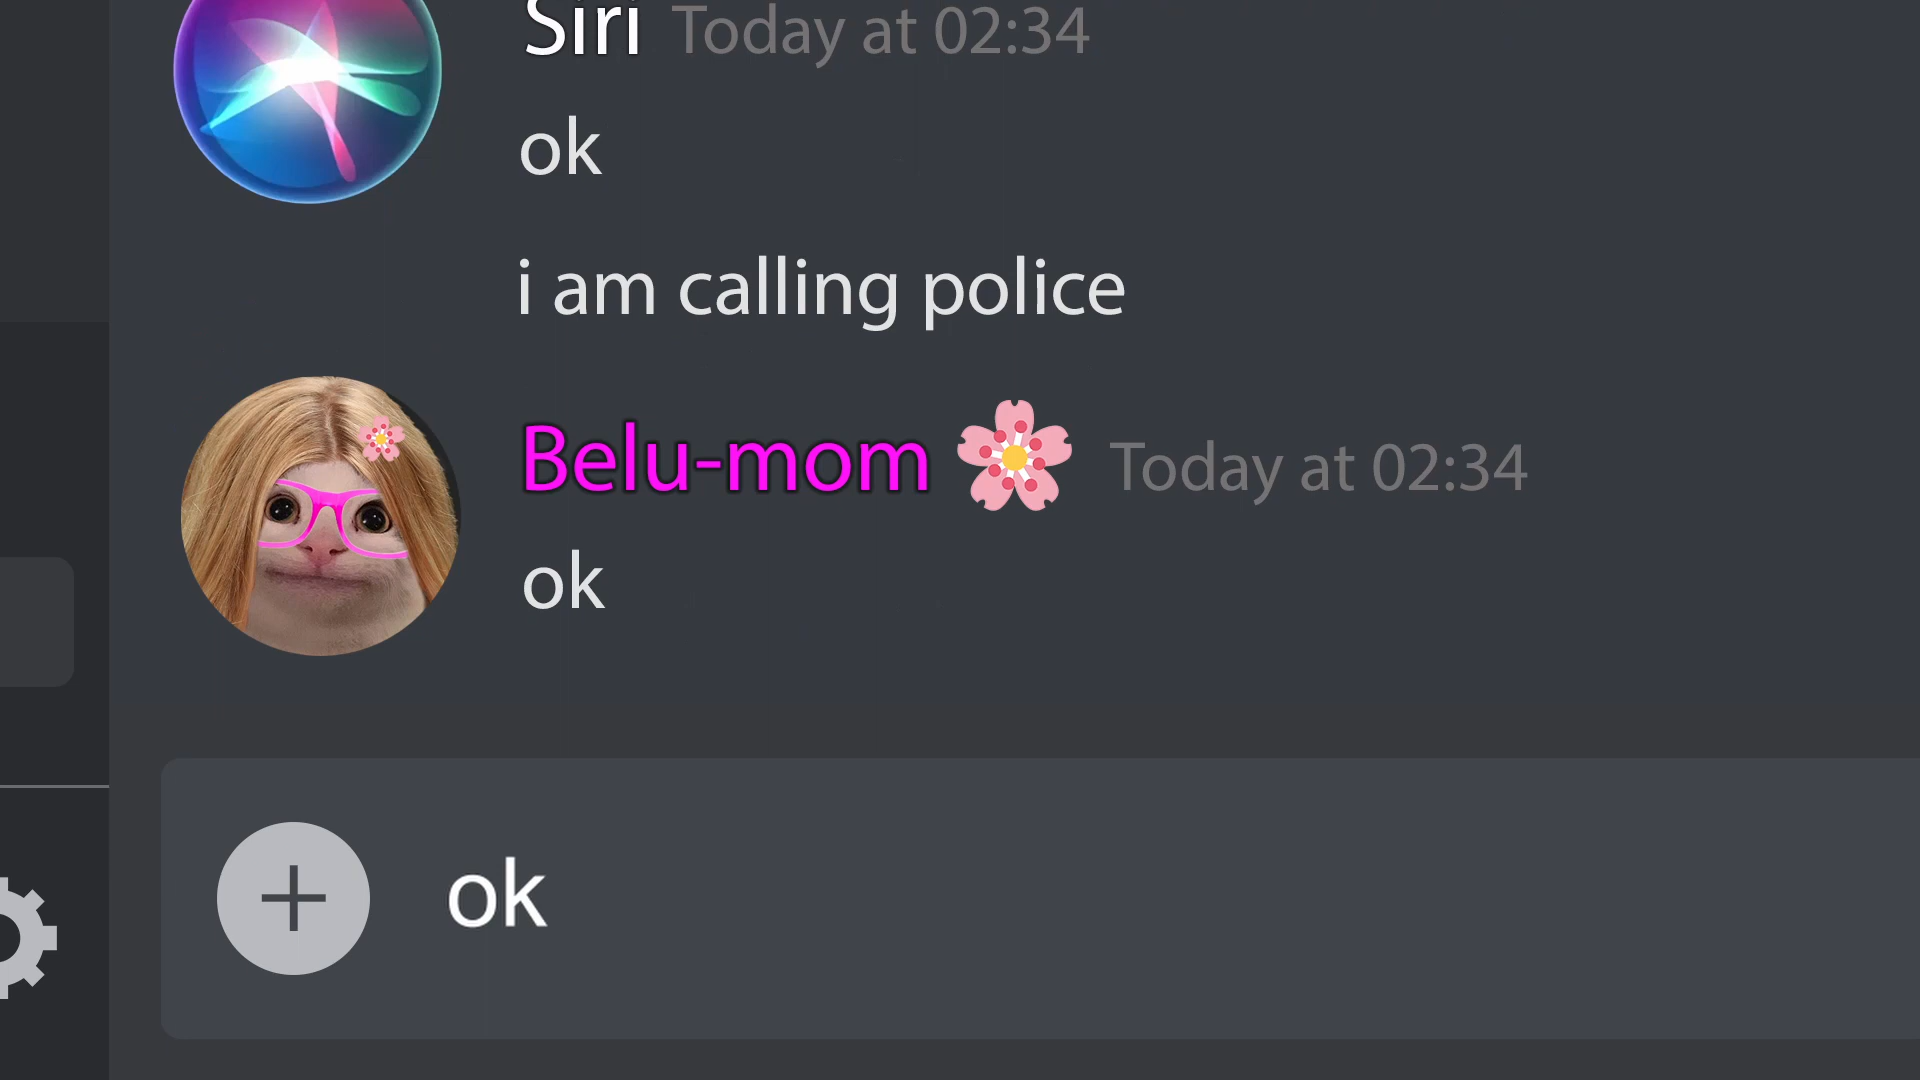 Siri Today at 02:34
ok
i am calling police
Belu-mom 🌸 Today at 02:34
ok
ok